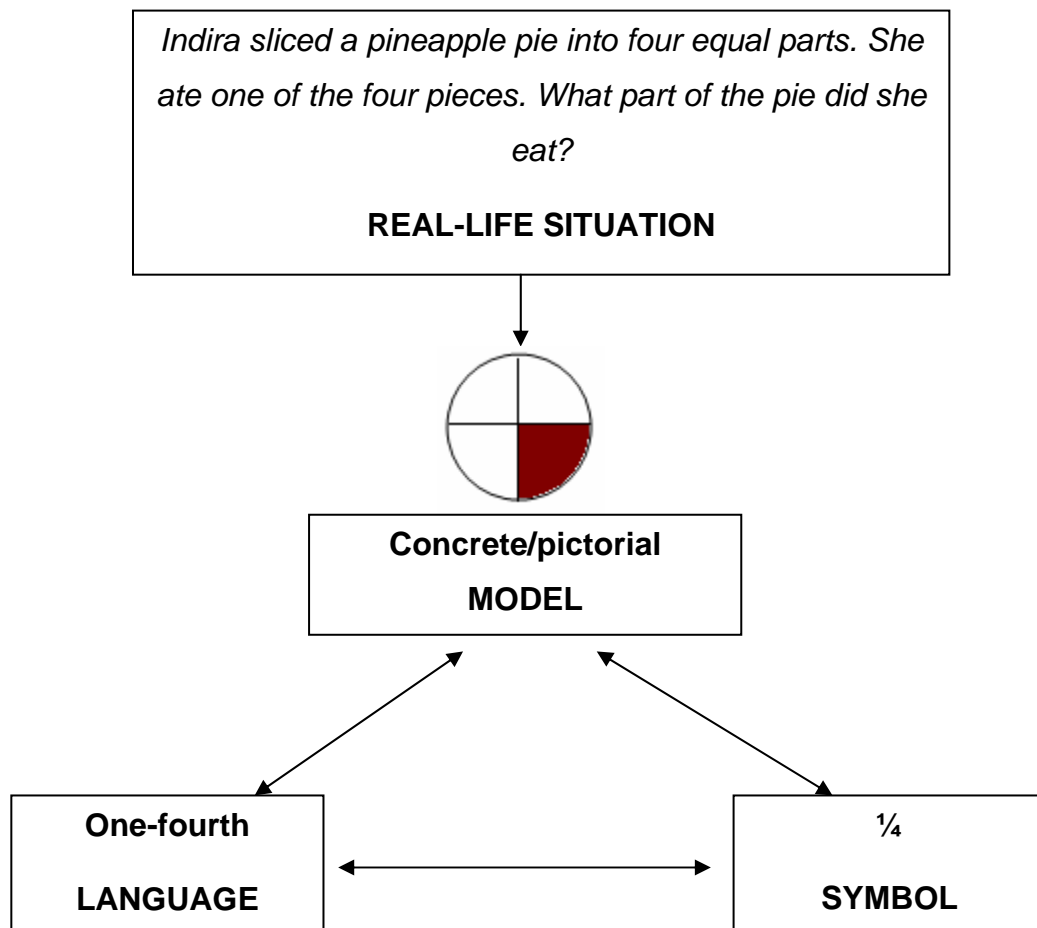 Indira sliced a pineapple pie into four equal parts. She
ate one of the four pieces. What part of the pie did she
eat?
REAL-LIFE SITUATION
Concrete/pictorial
MODEL
One-fourth
LANGUAGE
¼
SYMBOL